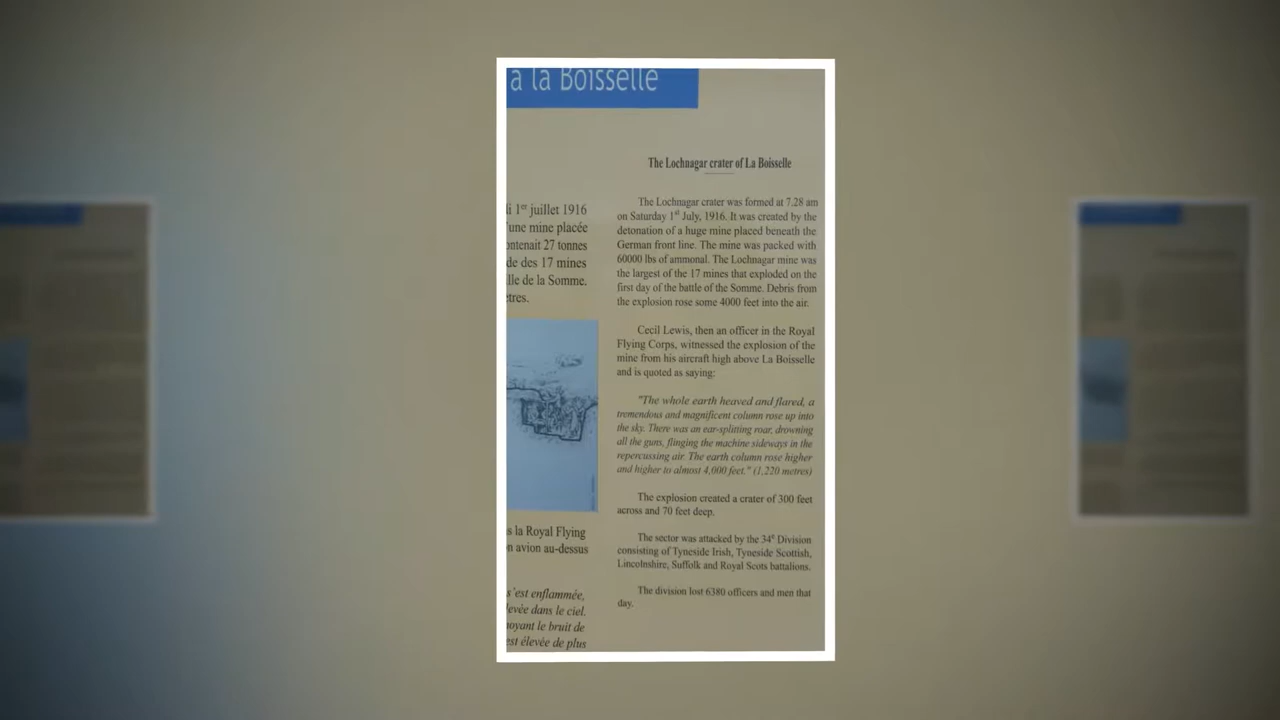 à la Boisselle
The Lochnagar crater of La Boisselle
di 1er juillet 1916
'une mine placée
ontenait 27 tonnes
de des 17 mines
lle de la Somme.
ètres.
s la Royal Flying
n avion au-dessus
s'est enflammée,
levée dans le ciel.
noyant le bruit de
est élevée de plus
The Lochnagar crater was formed at 7.28 am
on Saturday 1st July, 1916. It was created by the
detonation of a huge mine placed beneath the
German front line. The mine was packed with
60000 lbs of ammonal. The Lochnagar mine was
the largest of the 17 mines that exploded on the
first day of the battle of the Somme. Debris from
the explosion rose some 4000 feet into the air.
Cecil Lewis, then an officer in the Royal
Flying Corps, witnessed the explosion of the
mine from his aircraft high above La Boisselle
and is quoted as saying:
"The whole earth heaved and flared, a
tremendous and magnificent column rose up into
the sky. There was an ear-splitting roar, drowning
all the guns, flinging the machine sideways in the
repercussing air. The earth column rose higher
and higher to almost 4,000 feet." (1,220 metres)
The explosion created a crater of 300 feet
across and 70 feet deep.
The sector was attacked by the 34e Division
consisting of Tyneside Irish, Tyneside Scottish,
Lincolnshire, Suffolk and Royal Scots battalions.
The division lost 6380 officers and men that
day.